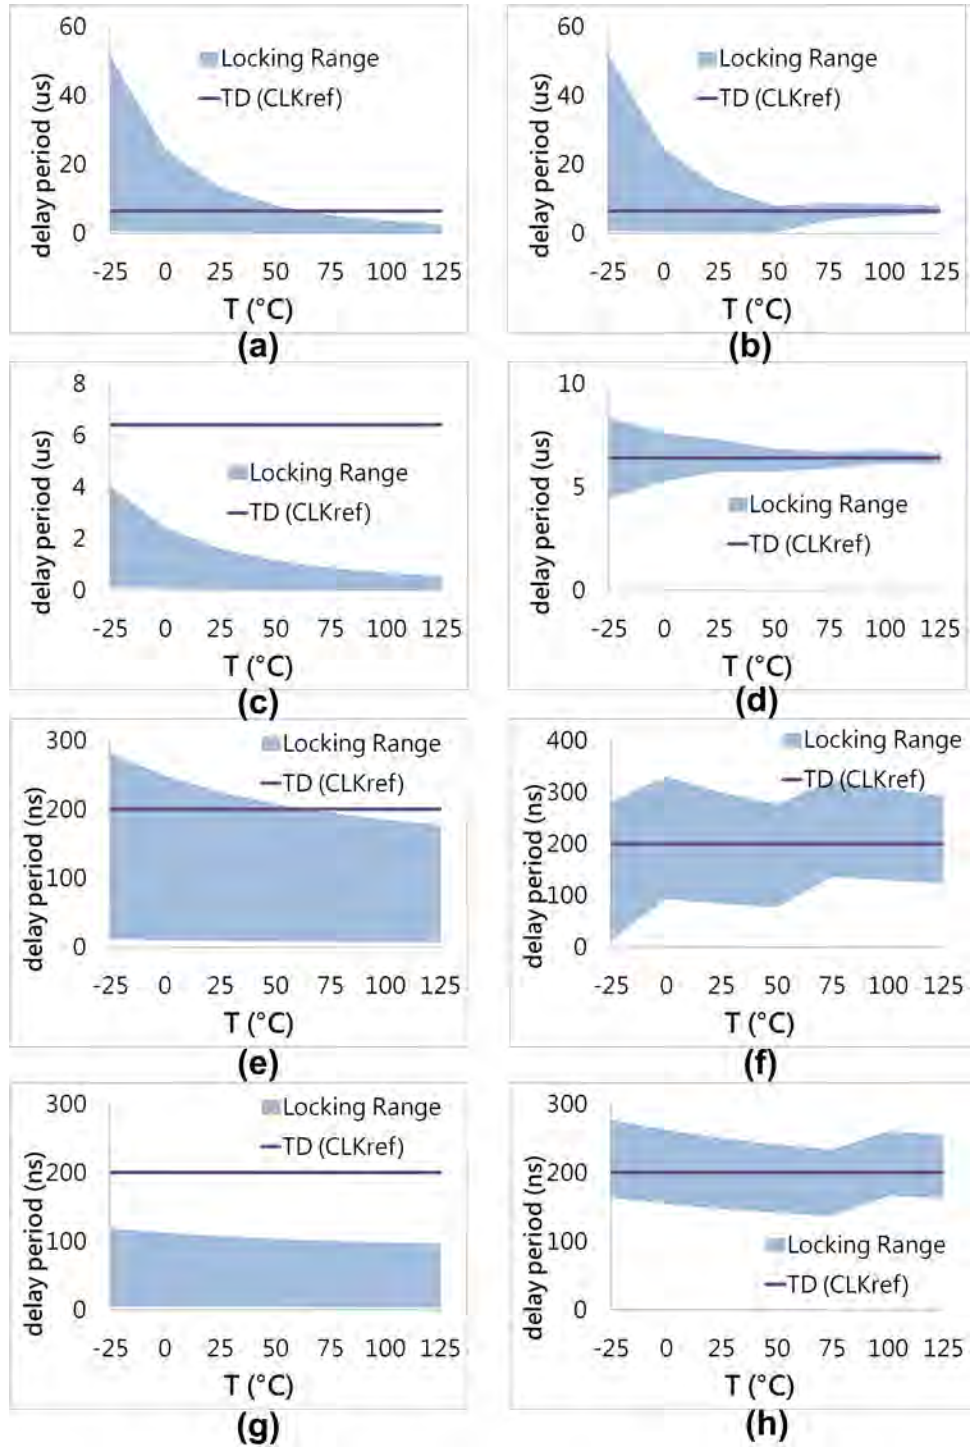 60
40
20
0
delay period (us)
Locking Range
TD (CLKref)
-25 0 25 50 75 100 125
T (°C)
(a)
60
40
20
0
delay period (us)
Locking Range
TD (CLKref)
-25 0 25 50 75 100 125
T (°C)
(b)
8
6
4
2
0
delay period (us)
Locking Range
TD (CLKref)
-25 0 25 50 75 100 125
T (°C)
(c)
10
5
0
delay period (us)
Locking Range
TD (CLKref)
-25 0 25 50 75 100 125
T (°C)
(d)
300
200
100
0
delay period (ns)
Locking Range
TD (CLKref)
-25 0 25 50 75 100 125
T (°C)
(e)
400
300
200
100
0
delay period (ns)
Locking Range
TD (CLKref)
-25 0 25 50 75 100 125
T (°C)
(f)
300
200
100
0
delay period (ns)
Locking Range
TD (CLKref)
-25 0 25 50 75 100 125
T (°C)
(g)
300
200
100
0
delay period (ns)
Locking Range
TD (CLKref)
-25 0 25 50 75 100 125
T (°C)
(h)